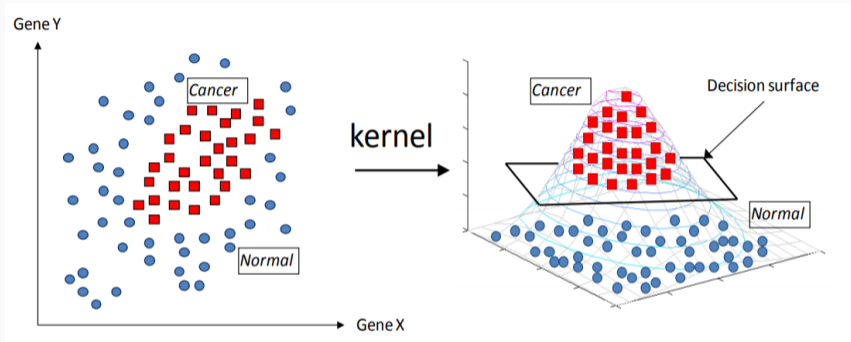 Gene Y
Cancer
Normal
Gene X
kernel
Cancer
Decision surface
Normal